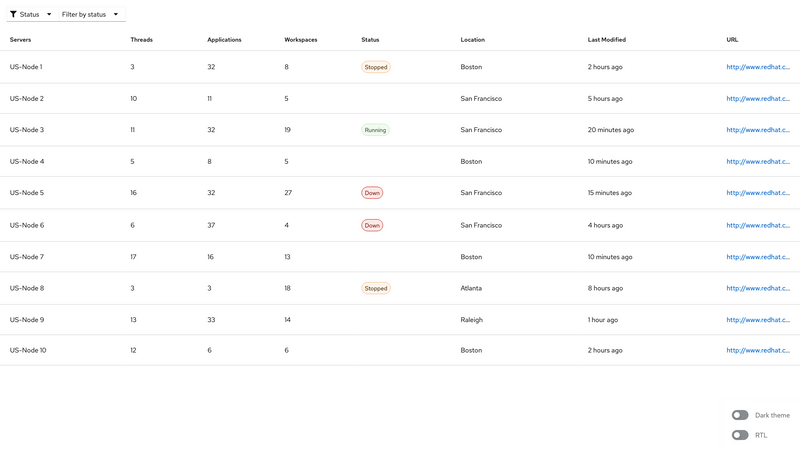 Status Filter by status
Servers Threads Applications Workspaces Status Location Last Modified URL
US-Node 1 3 32 8 Stopped Boston 2 hours ago http://www.redhat.c...
US-Node 2 10 11 5 San Francisco 5 hours ago http://www.redhat.c...
US-Node 3 11 32 19 Running San Francisco 20 minutes ago http://www.redhat.c...
US-Node 4 5 8 5 Boston 10 minutes ago http://www.redhat.c...
US-Node 5 16 32 27 Down San Francisco 15 minutes ago http://www.redhat.c...
US-Node 6 6 37 4 Down San Francisco 4 hours ago http://www.redhat.c...
US-Node 7 17 16 13 Boston 10 minutes ago http://www.redhat.c...
US-Node 8 3 3 18 Stopped Atlanta 8 hours ago http://www.redhat.c...
US-Node 9 13 33 14 Raleigh 1 hour ago http://www.redhat.c...
US-Node 10 12 6 6 Boston 2 hours ago http://www.redhat.c...
Dark theme
RTL